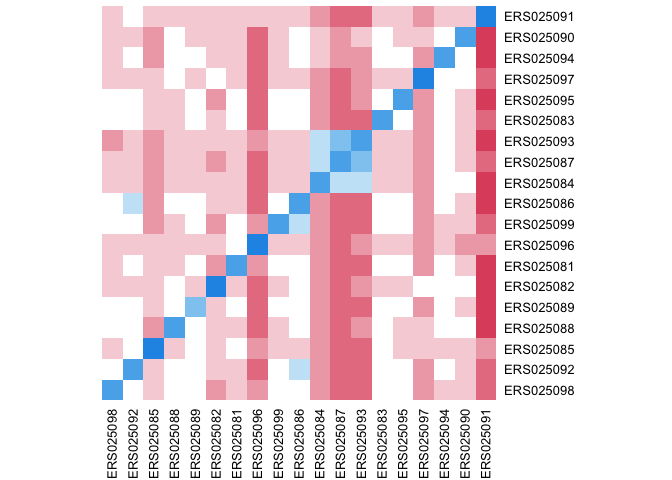 ERS025091
ERS025090
ERS025094
ERS025097
ERS025095
ERS025083
ERS025093
ERS025087
ERS025084
ERS025086
ERS025099
ERS025096
ERS025081
ERS025082
ERS025089
ERS025088
ERS025085
ERS025092
ERS025098
ERS025098
ERS025092
ERS025085
ERS025088
ERS025089
ERS025082
ERS025081
ERS025096
ERS025099
ERS025086
ERS025084
ERS025087
ERS025093
ERS025083
ERS025095
ERS025097
ERS025094
ERS025090
ERS025091